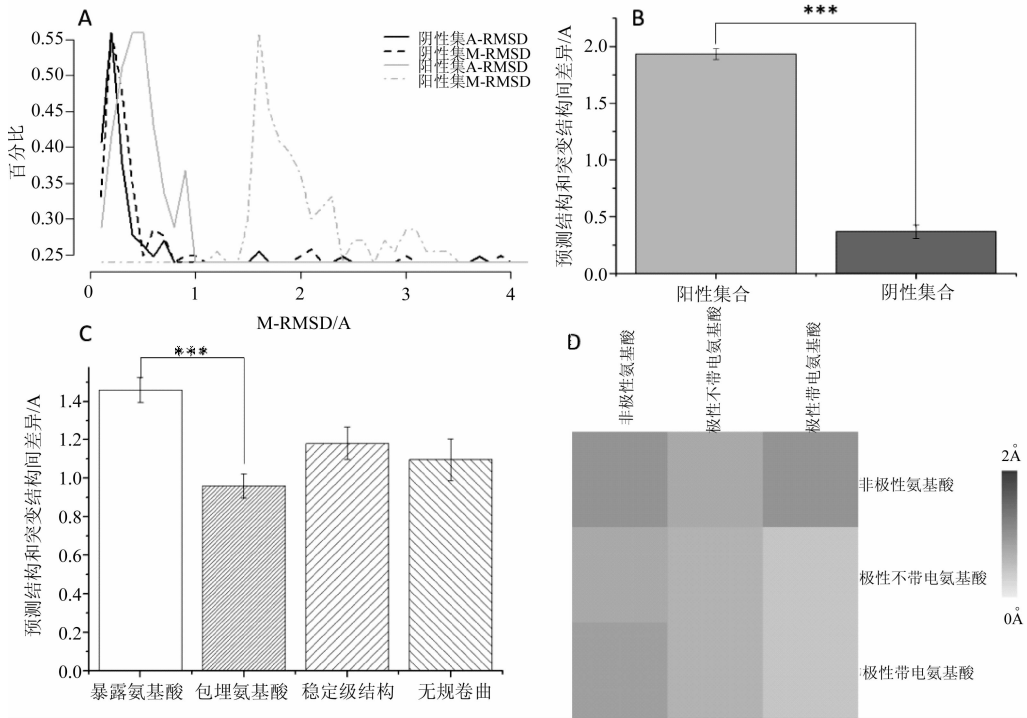 A
阴性集A-RMSD
阴性集M-RMSD
阳性集A-RMSD
阳性集M-RMSD
百分比
0.55
0.50
0.45
0.40
0.35
0.30
0.25
0
1
2
3
4
M-RMSD/A
B
***
预测结构和突变结构间差异/A
2.0
1.5
1.0
0.5
0.0
阳性集合
阴性集合
C
***
预测结构和突变结构间差异/A
1.4
1.2
1.0
0.8
0.6
0.4
0.2
0.0
暴露氨基酸
包埋氨基酸
稳定级结构
无规卷曲
D
非极性氨基酸
极性不带电氨基酸
极性带电氨基酸
非极性氨基酸
极性不带电氨基酸
极性带电氨基酸
2Å
0Å